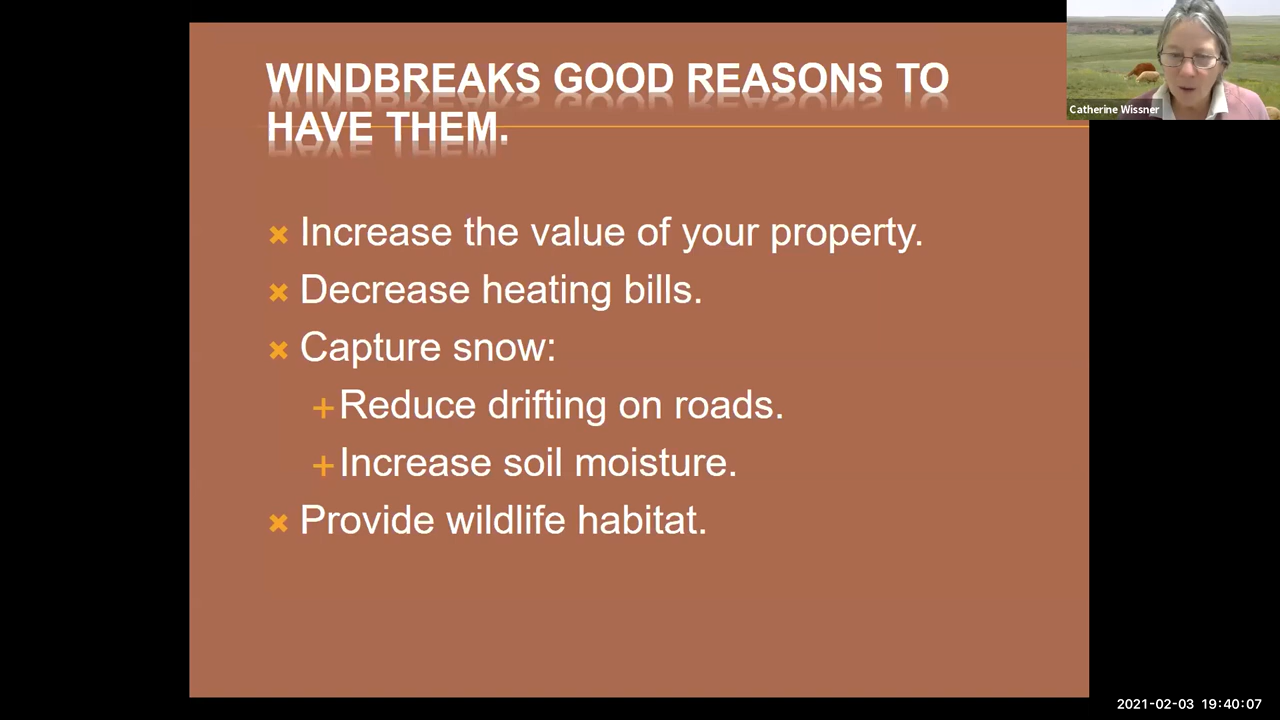 WINDBREAKS GOOD REASONS TO
HAVE THEM.
Increase the value of your property.
Decrease heating bills.
Capture snow:
Reduce drifting on roads.
Increase soil moisture.
Provide wildlife habitat.
Catherine Wissner
2021-02-03 19:40:07